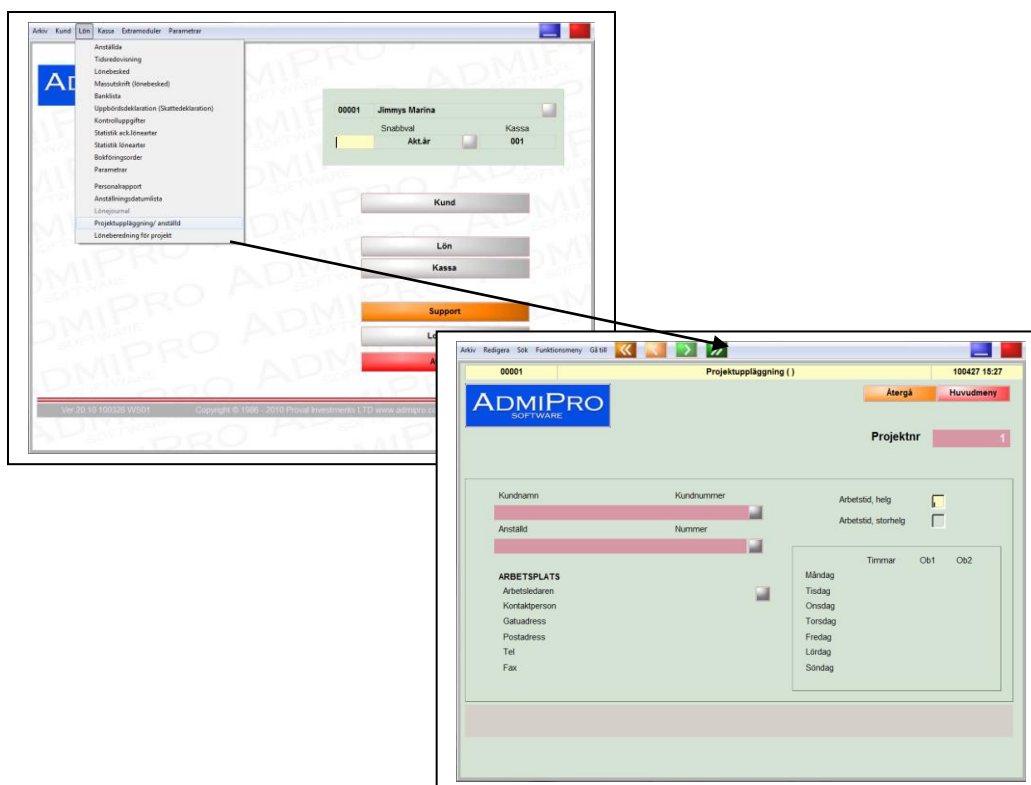 Arkiv Kund Lön Kassa Extramoduler Parametrar
Anställda
Tidsredovisning
Lönebesked
Massutskrift (lönebesked)
Banklista
Uppbördsdeklaration (Skattedeklaration)
Kontrolluppgifter
Statistik ack.lönearter
Statistik lönearter
Bokföringsorder
Parametrar
Personalrapport
Anställningsdatumlista
Lönejournal
Projektuppläggning/ anställd
Löneberedning för projekt
00001 Jimmys Marina
Snabbval Kassa
Akt.år 001
Kund
Lön
Kassa
Support
Ver 20.10 100326 WS01 Copyright © 1986 - 2010 Proval Investments LTD www.admipro.co
Arkiv Redigera Sök Funktionsmeny Gå till
00001 Projektuppläggning ( ) 100427 15:27
ADMIPRO
SOFTWARE
Återgå Huvudmeny
Projektnr 1
Kundnamn Kundnummer Arbetstid, helg
Arbetstid, storhelg
Anställd Nummer
Timmar Ob1 Ob2
ARBETSPLATS Måndag
Arbetsledaren Tisdag
Kontaktperson Onsdag
Gatuadress Torsdag
Postadress Fredag
Tel Lördag
Fax Söndag